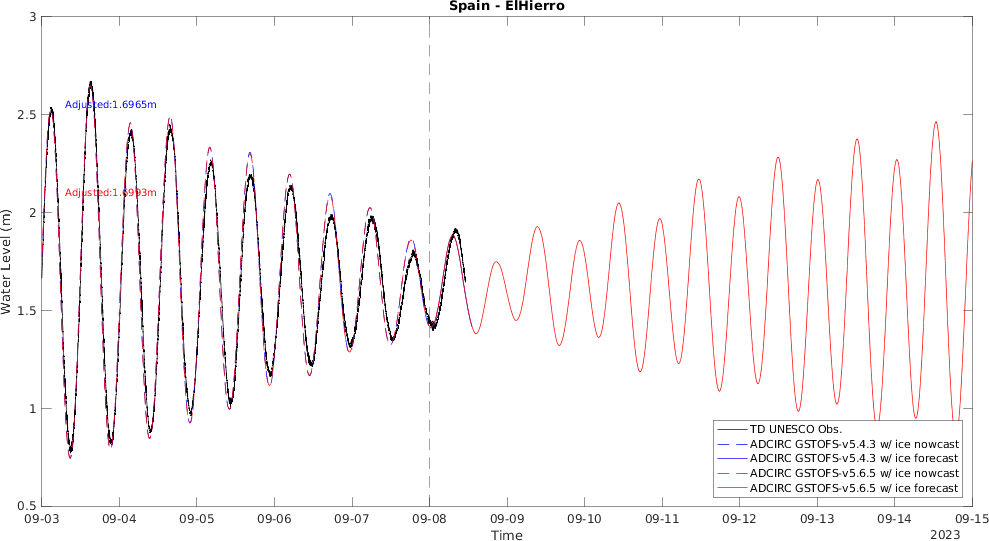 Spain - ElHierro
3
2.5
2
1.5
1
0.5
Water Level (m)
Adjusted:1.6965m
Adjusted:1.6993m
TD UNESCO Obs.
ADCIRC GSTOFS-v5.4.3 w/ ice nowcast
ADCIRC GSTOFS-v5.4.3 w/ ice forecast
ADCIRC GSTOFS-v5.6.5 w/ ice nowcast
ADCIRC GSTOFS-v5.6.5 w/ ice forecast
09-03 09-04 09-05 09-06 09-07 09-08 09-09 09-10 09-11 09-12 09-13 09-14 09-15
Time
2023